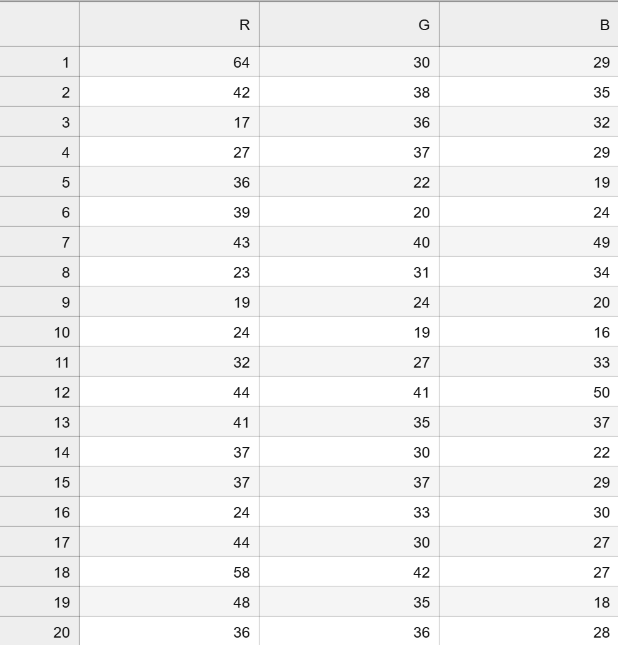 R G B
1 64 30 29
2 42 38 35
3 17 36 32
4 27 37 29
5 36 22 19
6 39 20 24
7 43 40 49
8 23 31 34
9 19 24 20
10 24 19 16
11 32 27 33
12 44 41 50
13 41 35 37
14 37 30 22
15 37 37 29
16 24 33 30
17 44 30 27
18 58 42 27
19 48 35 18
20 36 36 28